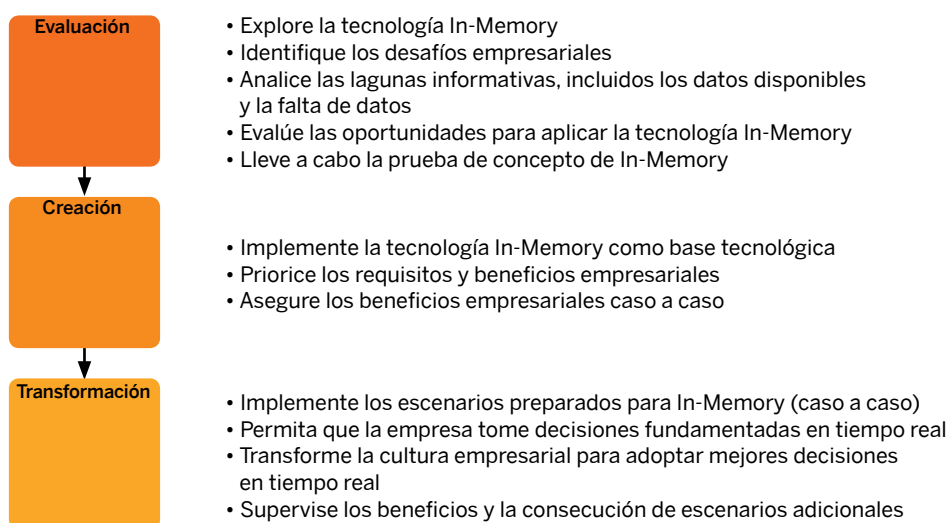 Evaluación
• Explore la tecnología In-Memory
• Identifique los desafíos empresariales
• Analice las lagunas informativas, incluidos los datos disponibles
y la falta de datos
• Evalúe las oportunidades para aplicar la tecnología In-Memory
• Lleve a cabo la prueba de concepto de In-Memory
Creación
• Implemente la tecnología In-Memory como base tecnológica
• Priorice los requisitos y beneficios empresariales
• Asegure los beneficios empresariales caso a caso
Transformación
• Implemente los escenarios preparados para In-Memory (caso a caso)
• Permita que la empresa tome decisiones fundamentadas en tiempo real
• Transforme la cultura empresarial para adoptar mejores decisiones
en tiempo real
• Supervise los beneficios y la consecución de escenarios adicionales